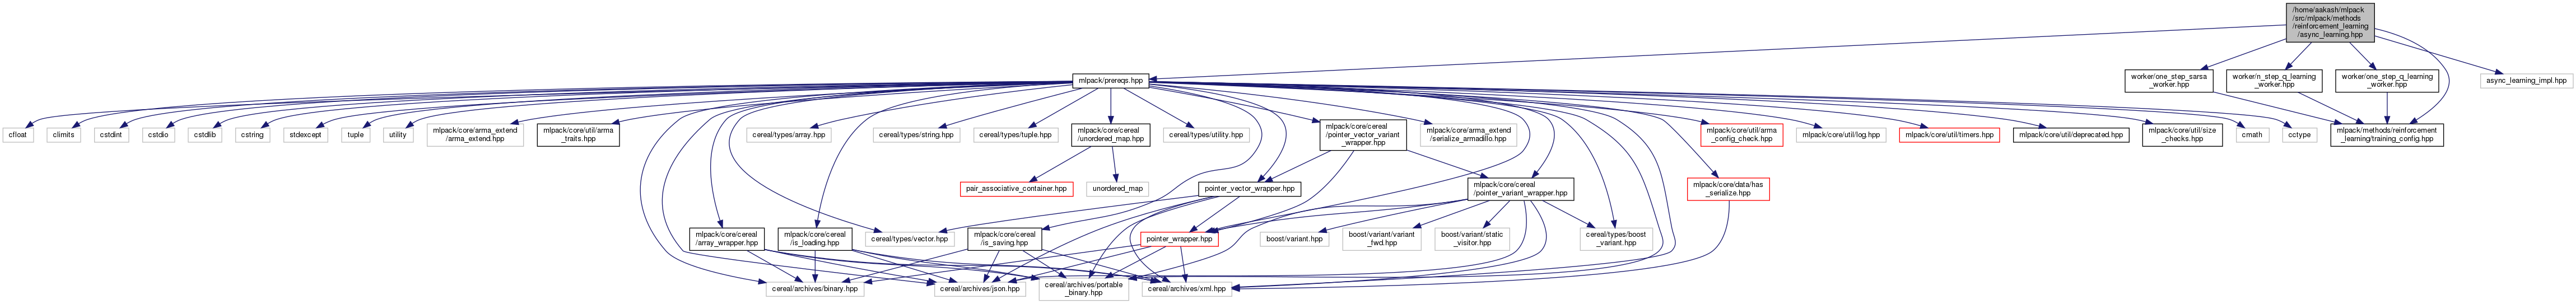 /home/aakash/mlpack
/src/mlpack/methods
/reinforcement_learning
/async_learning.hpp
mlpack/prereqs.hpp
worker/one_step_sarsa
_worker.hpp
worker/n_step_q_learning
_worker.hpp
worker/one_step_q_learning
_worker.hpp
async_learning_impl.hpp
cfloat
climits
cstdint
cstdio
cstdlib
cstring
stdexcept
tuple
utility
mlpack/core/arma_extend
/arma_extend.hpp
mlpack/core/util/arma
_traits.hpp
cereal/types/array.hpp
cereal/types/string.hpp
cereal/types/tuple.hpp
mlpack/core/cereal
/unordered_map.hpp
cereal/types/utility.hpp
mlpack/core/cereal
/pointer_vector_variant
_wrapper.hpp
mlpack/core/arma_extend
/serialize_armadillo.hpp
mlpack/core/util/arma
_config_check.hpp
mlpack/core/util/log.hpp
mlpack/core/util/timers.hpp
mlpack/core/util/deprecated.hpp
mlpack/core/util/size
_checks.hpp
cmath
cctype
mlpack/methods/reinforcement
_learning/training_config.hpp
pair_associative_container.hpp
unordered_map
pointer_vector_wrapper.hpp
mlpack/core/cereal
/pointer_variant_wrapper.hpp
mlpack/core/data/has
_serialize.hpp
mlpack/core/cereal
/array_wrapper.hpp
mlpack/core/cereal
/is_loading.hpp
cereal/types/vector.hpp
mlpack/core/cereal
/is_saving.hpp
pointer_wrapper.hpp
boost/variant.hpp
boost/variant/variant
_fwd.hpp
boost/variant/static
_visitor.hpp
cereal/types/boost
_variant.hpp
cereal/archives/binary.hpp
cereal/archives/json.hpp
cereal/archives/portable
_binary.hpp
cereal/archives/xml.hpp